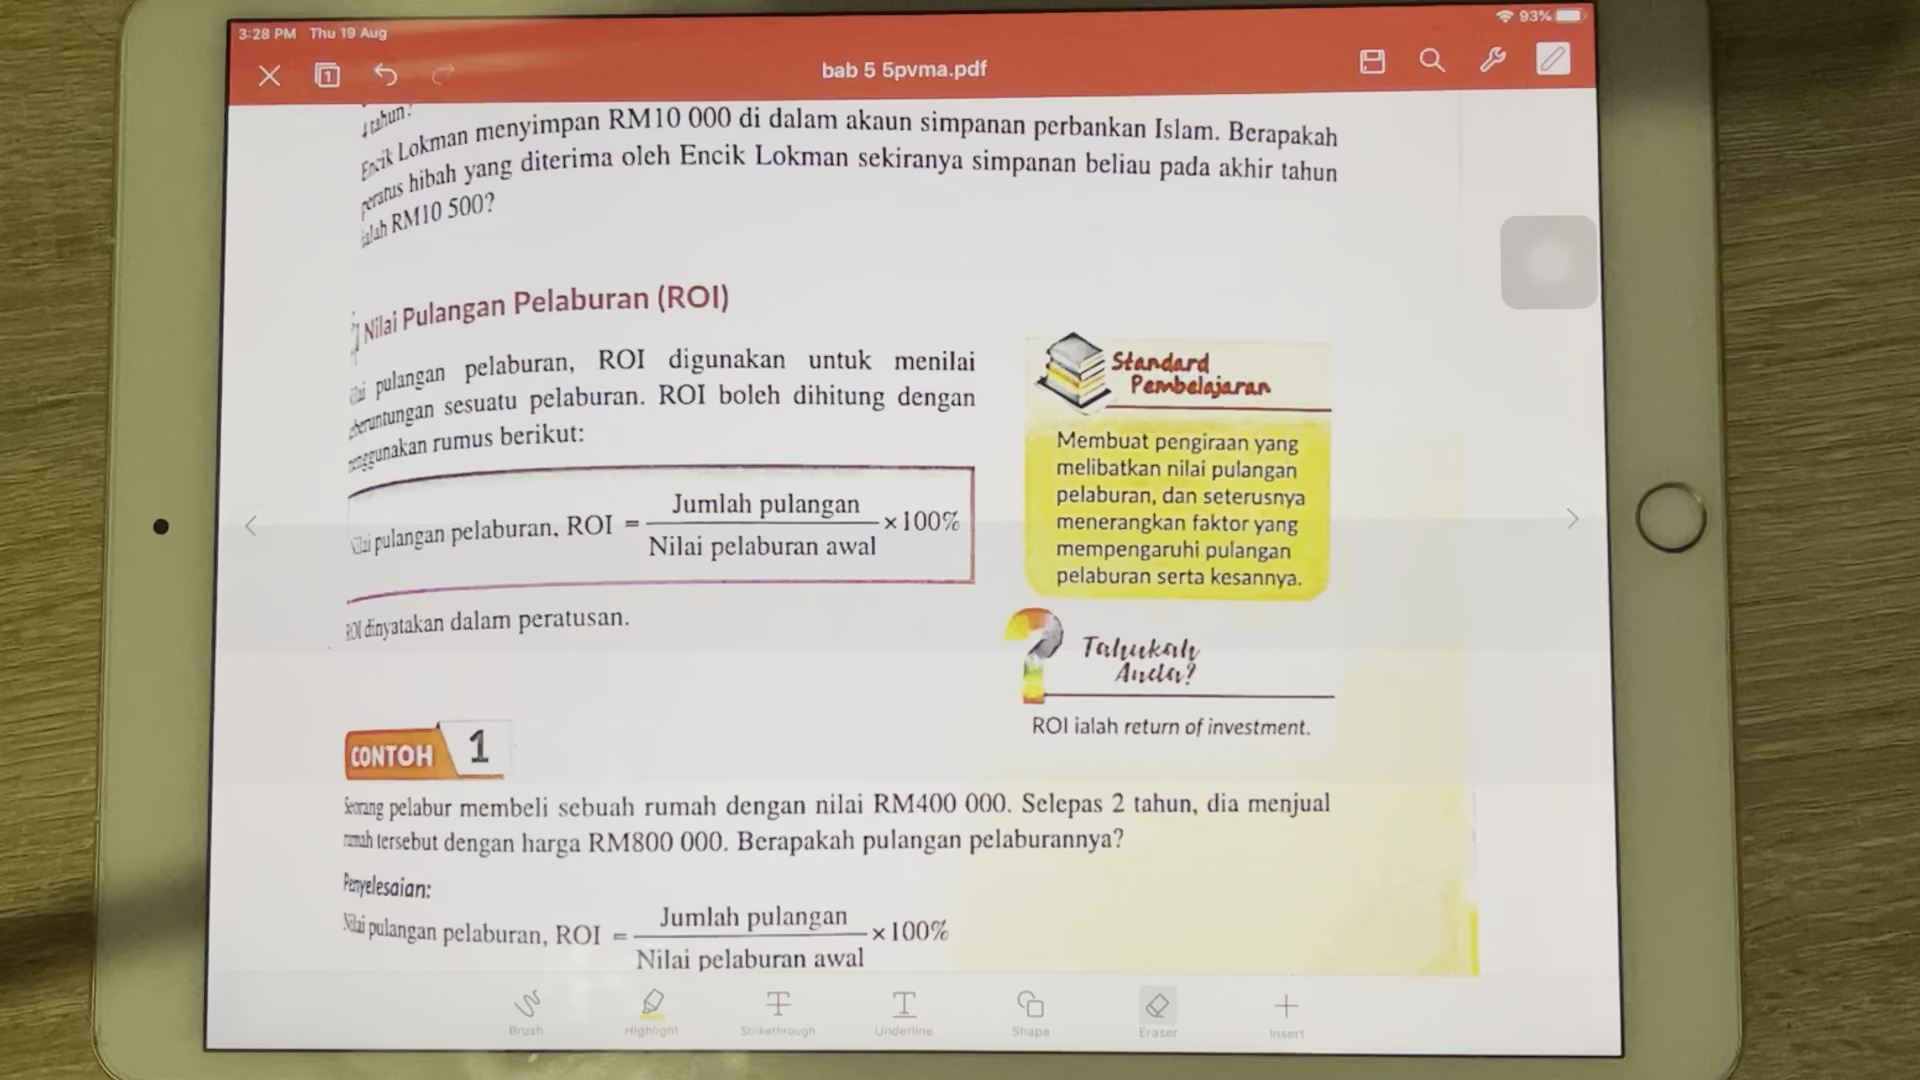 3:28 PM Thu 19 Aug
93%
1
bab 5 5pvma.pdf
tahun?
Encik Lokman menyimpan RM10 000 di dalam akaun simpanan perbankan Islam. Berapakah
peratus hibah yang diterima oleh Encik Lokman sekiranya simpanan beliau pada akhir tahun
ialah RM10 500?
Nilai Pulangan Pelaburan (ROI)
pulangan pelaburan, ROI digunakan untuk menilai
keberuntungan sesuatu pelaburan. ROI boleh dihitung dengan
menggunakan rumus berikut:
Nilai pulangan pelaburan, ROI = Jumlah pulangan / Nilai pelaburan awal × 100%
ROI dinyatakan dalam peratusan.
Standard
Pembelajaran
Membuat pengiraan yang
melibatkan nilai pulangan
pelaburan, dan seterusnya
menerangkan faktor yang
mempengaruhi pulangan
pelaburan serta kesannya.
?
Tahukah
Anda?
ROI ialah return of investment.
CONTOH 1
Seorang pelabur membeli sebuah rumah dengan nilai RM400 000. Selepas 2 tahun, dia menjual
rumah tersebut dengan harga RM800 000. Berapakah pulangan pelaburannya?
Penyelesaian:
Nilai pulangan pelaburan, ROI = Jumlah pulangan / Nilai pelaburan awal × 100%
Brush Highlight Strikethrough Underline Shape Eraser Insert